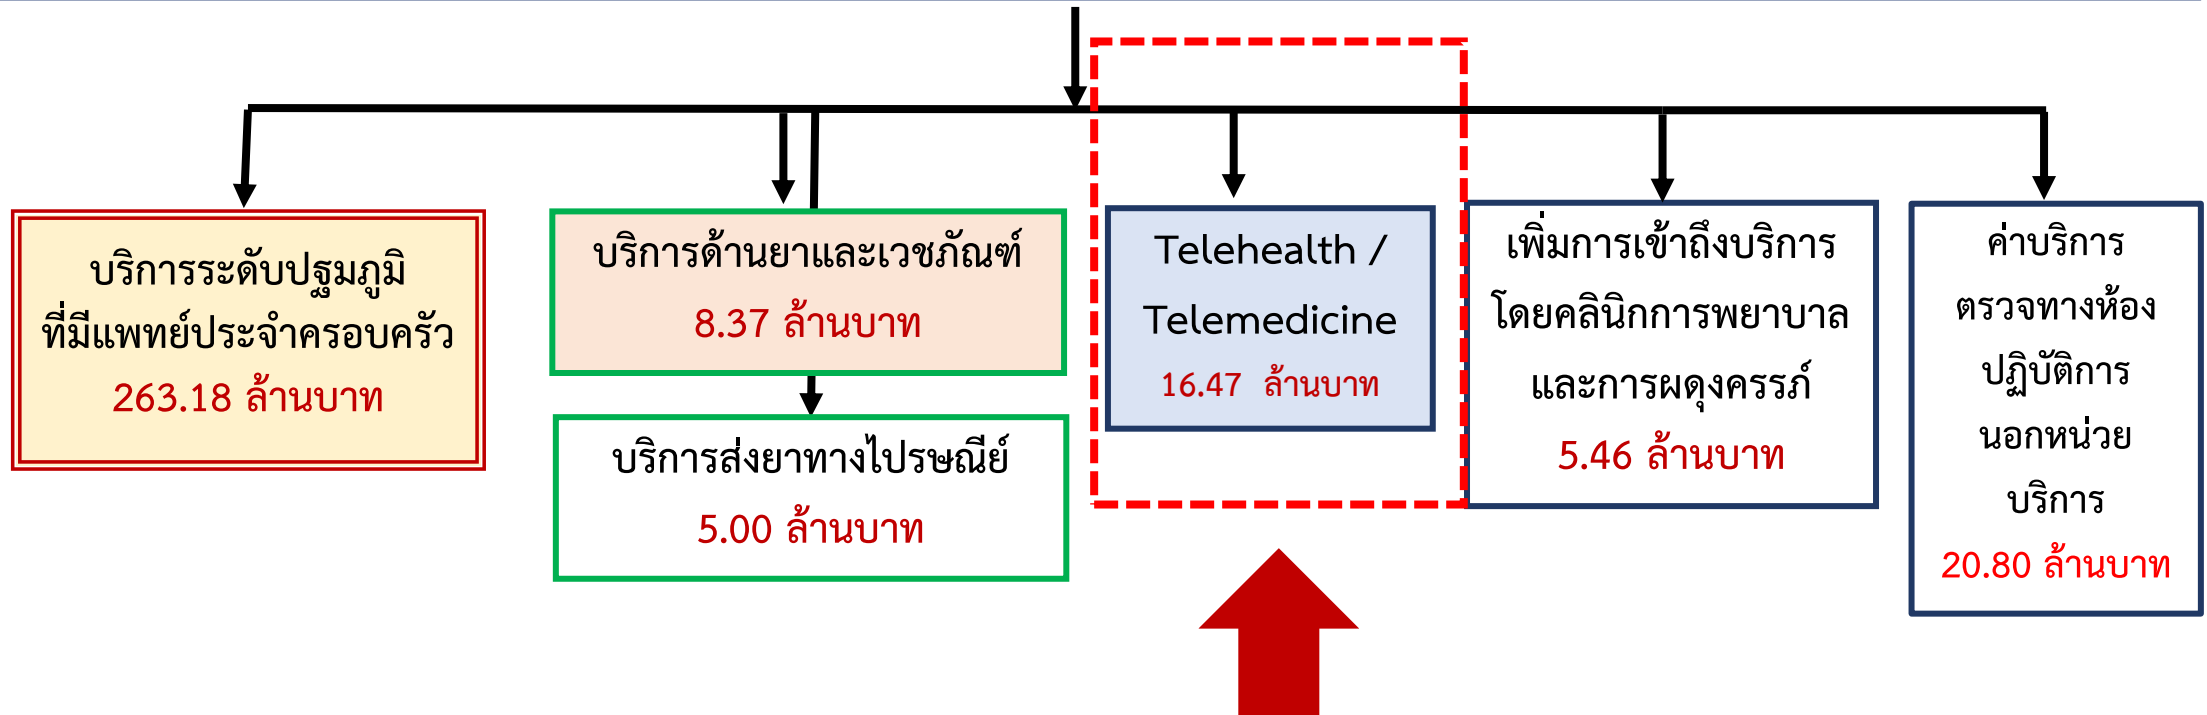 บริการระดับปฐมภูมิ
ที่มีแพทย์ประจำครอบครัว
263.18 ล้านบาท
บริการด้านยาและเวชภัณฑ์
8.37 ล้านบาท
บริการส่งยาทางไปรษณีย์
5.00 ล้านบาท
Telehealth /
Telemedicine
16.47 ล้านบาท
เพิ่มการเข้าถึงบริการ
โดยคลินิกการพยาบาล
และการผดุงครรภ์
5.46 ล้านบาท
ค่าบริการ
ตรวจทางห้อง
ปฏิบัติการ
นอกหน่วย
บริการ
20.80 ล้านบาท